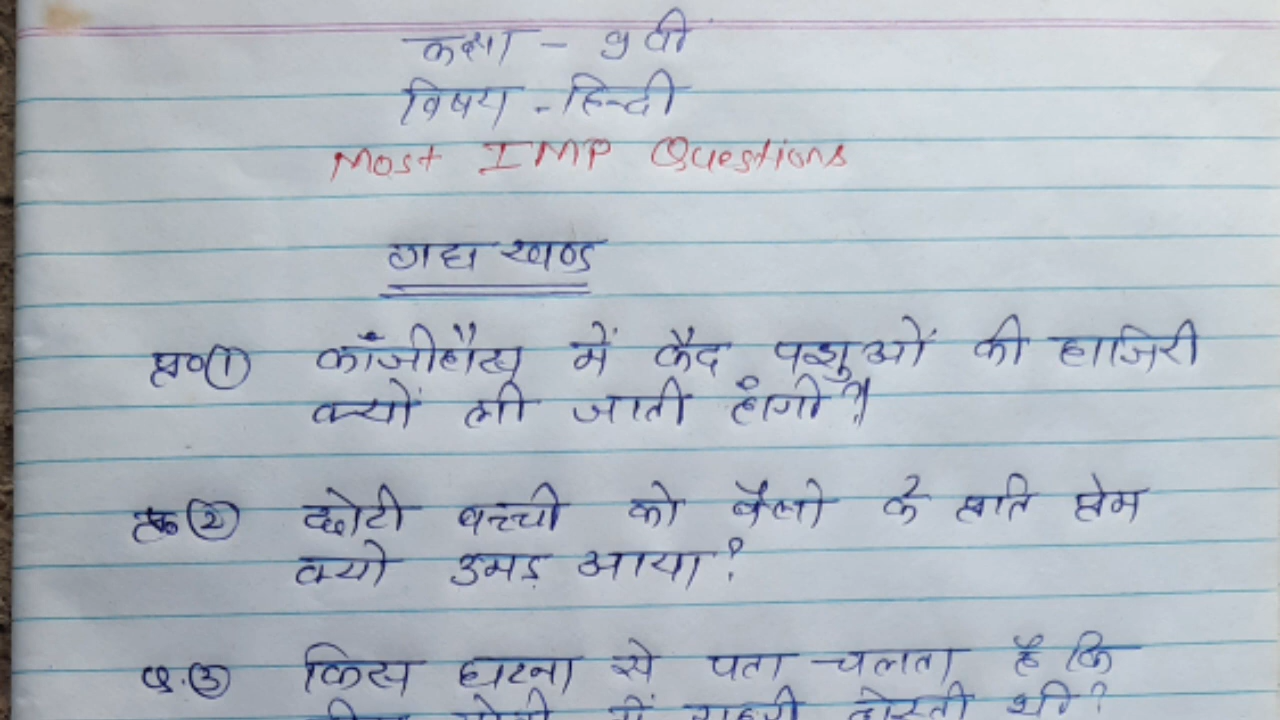 कक्षा - 9 वी
विषय - हिन्दी
Most IMP Questions
गद्य खण्ड
प्र०① काँजीहौस में कैद पशुओं की हाजिरी
क्यों ली जाती होगी?
प्र② छोटी बच्ची को बैलो के प्रति प्रेम
क्यो उमड़ आया?
Q.③ किस घटना से पता चलता है कि
में गहरी दोस्ती थी?